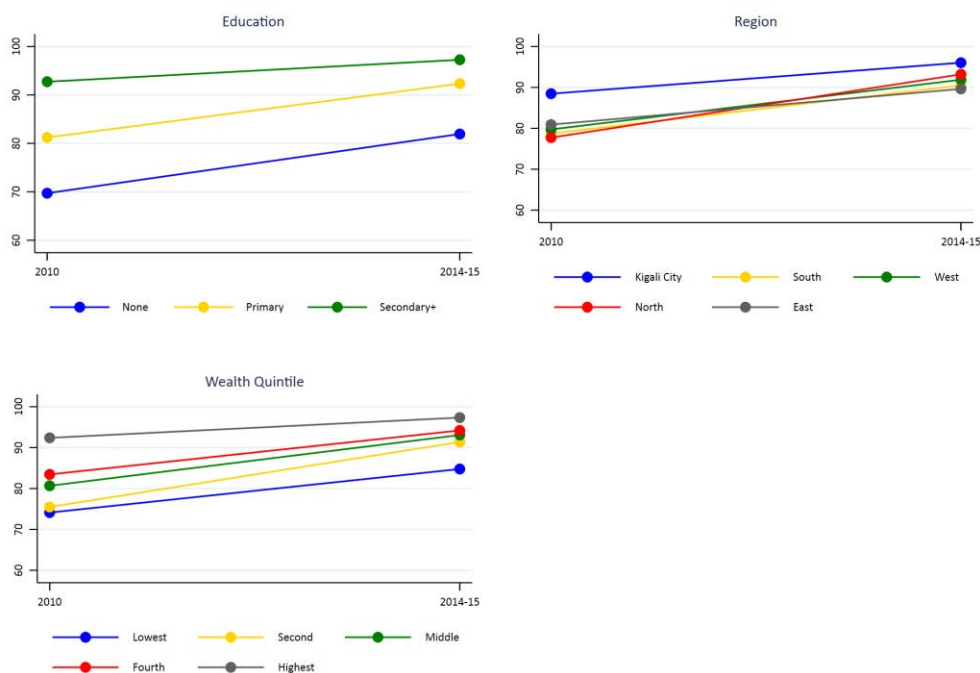 Education
100
90
80
70
60
2010 2014-15
None Primary Secondary+
Region
100
90
80
70
60
2010 2014-15
Kigali City South West
North East
Wealth Quintile
100
90
80
70
60
2010 2014-15
Lowest Second Middle
Fourth Highest